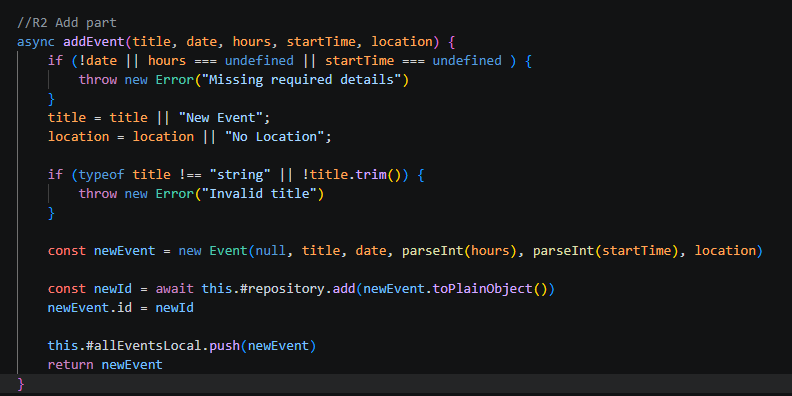 //R2 Add part
async addEvent(title, date, hours, startTime, location) {
if (!date || hours === undefined || startTime === undefined ) {
throw new Error("Missing required details")
}
title = title || "New Event";
location = location || "No Location";
if (typeof title !== "string" || !title.trim()) {
throw new Error("Invalid title")
}
const newEvent = new Event(null, title, date, parseInt(hours), parseInt(startTime), location)
const newId = await this.#repository.add(newEvent.toPlainObject())
newEvent.id = newId
this.#allEventsLocal.push(newEvent)
return newEvent
}